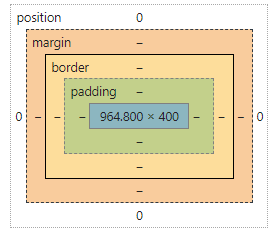 position 0
margin –
border –
padding –
0 – – – 964.800 × 400 – – – 0
–
–
–
0